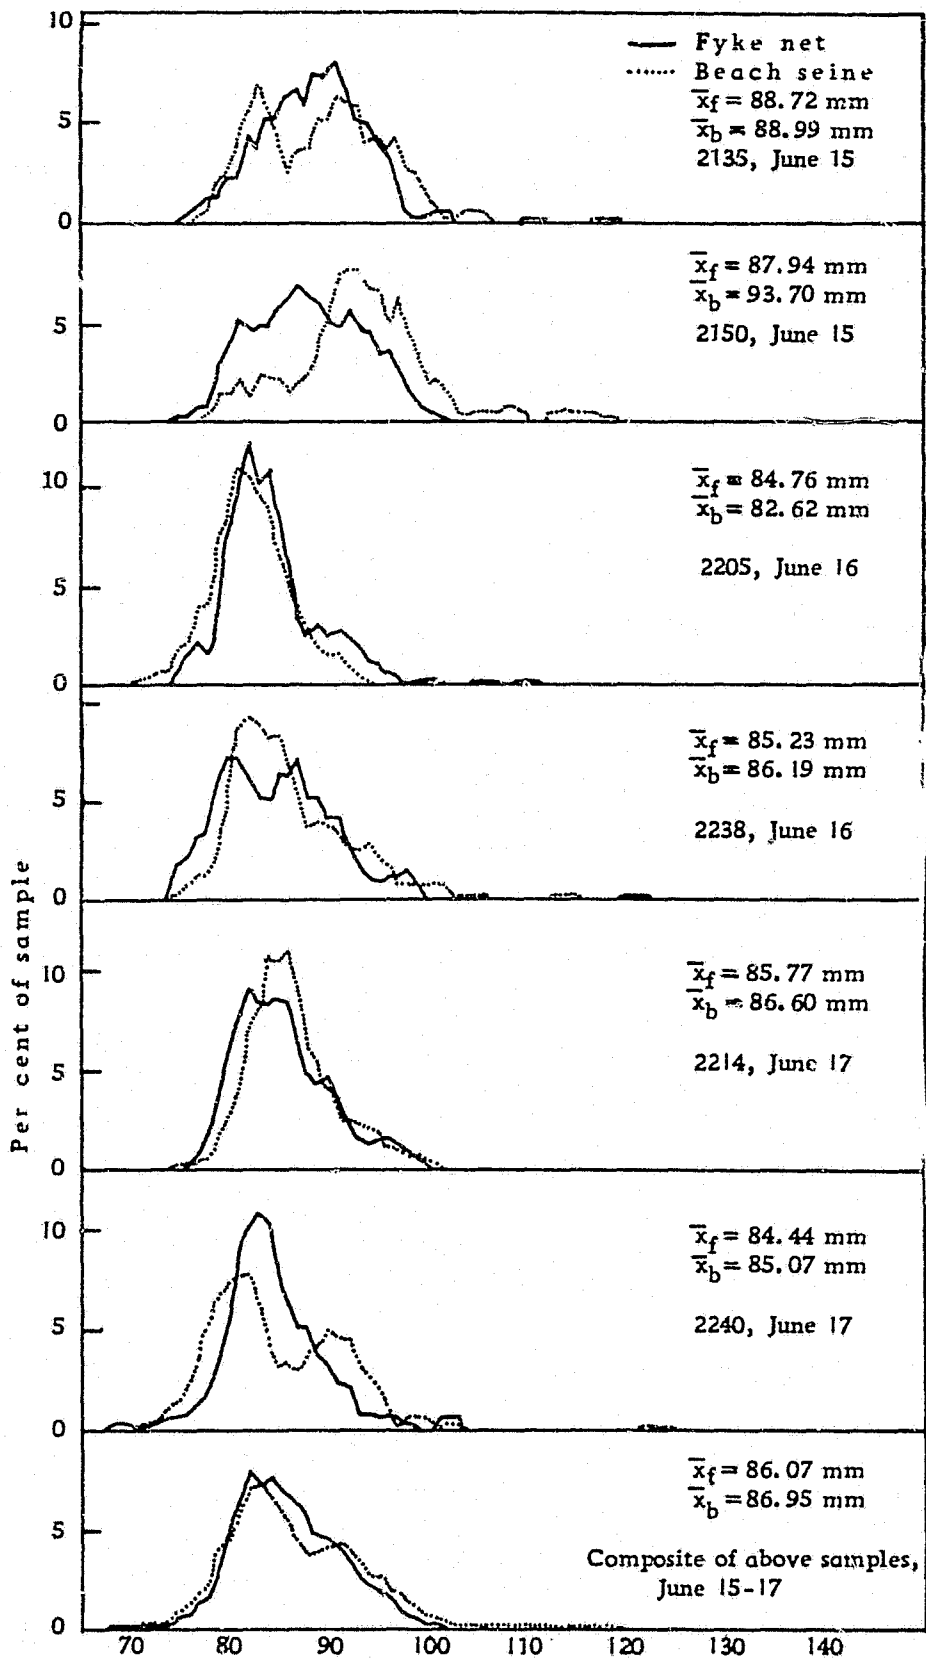 10
Fyke net
Beach seine
x̄f = 88.72 mm
x̄b = 88.99 mm
2135, June 15
5
0
x̄f = 87.94 mm
x̄b = 93.70 mm
2150, June 15
5
0
10
x̄f = 84.76 mm
x̄b = 82.62 mm
2205, June 16
5
0
x̄f = 85.23 mm
x̄b = 86.19 mm
5
2238, June 16
0
Per cent of sample
10
x̄f = 85.77 mm
x̄b = 86.60 mm
2214, June 17
5
0
10
x̄f = 84.44 mm
x̄b = 85.07 mm
2240, June 17
5
0
x̄f = 86.07 mm
x̄b = 86.95 mm
5
Composite of above samples,
June 15-17
0
70 80 90 100 110 120 130 140